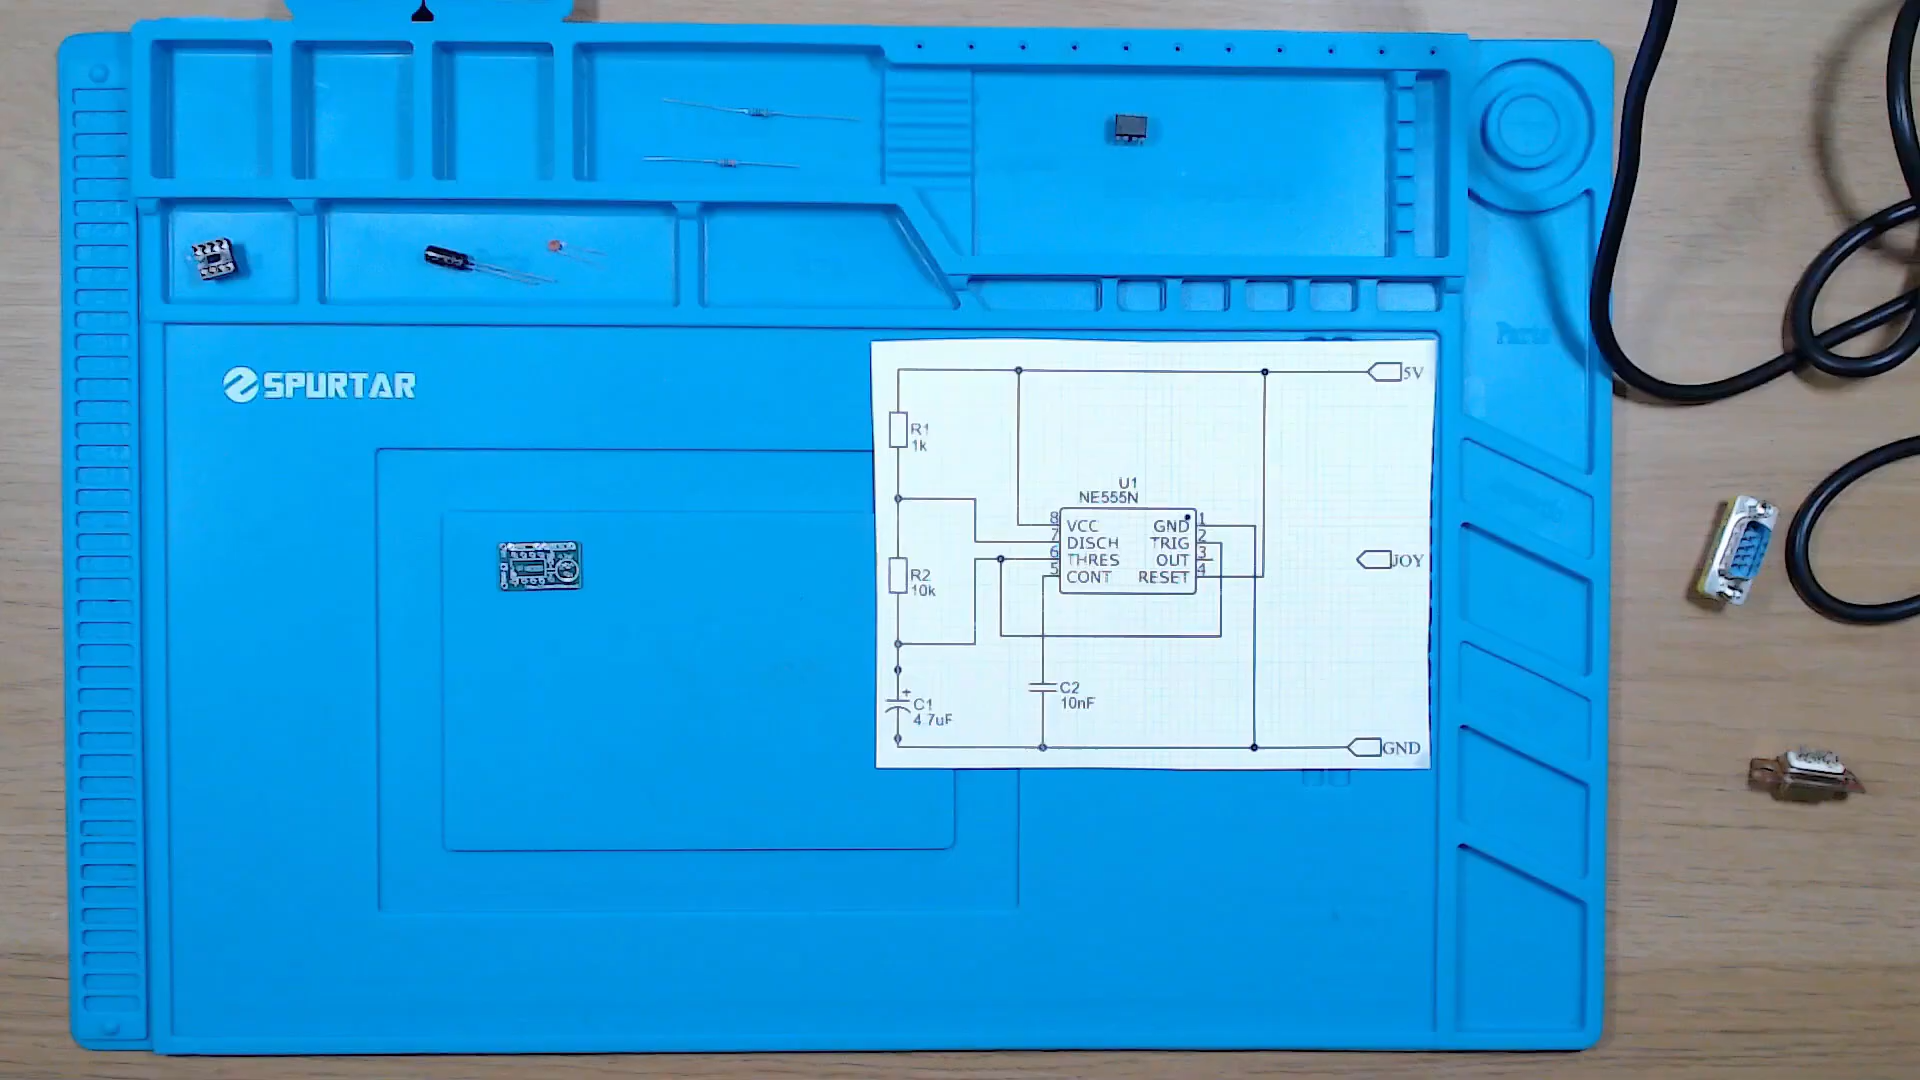 SPURTAR
5V
R1
1k
U1
NE555N
8 VCC GND 1
7 DISCH TRIG 2
6 THRES OUT 3
5 CONT RESET 4
JOY
R2
10k
+
C1
4.7uF
C2
10nF
GND